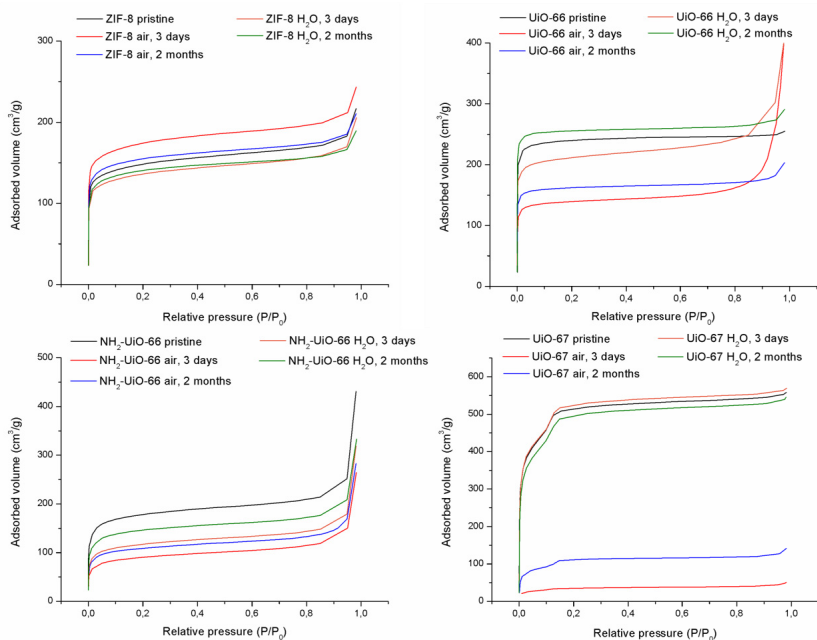 ZIF-8 pristine
ZIF-8 H₂O, 3 days
ZIF-8 air, 3 days
ZIF-8 H₂O, 2 months
ZIF-8 air, 2 months
300
200
100
0
Adsorbed volume (cm³/g)
0,0 0,2 0,4 0,6 0,8 1,0
Relative pressure (P/P₀)
UiO-66 pristine
UiO-66 H₂O, 3 days
UiO-66 air, 3 days
UiO-66 H₂O, 2 months
UiO-66 air, 2 months
400
300
200
100
0
Adsorbed volume (cm³/g)
0,0 0,2 0,4 0,6 0,8 1,0
Relative pressure (P/P₀)
NH₂-UiO-66 pristine
NH₂-UiO-66 H₂O, 3 days
NH₂-UiO-66 air, 3 days
NH₂-UiO-66 H₂O, 2 months
NH₂-UiO-66 air, 2 months
500
400
300
200
100
0
Adsorbed volume (cm³/g)
0,0 0,2 0,4 0,6 0,8 1,0
Relative pressure (P/P₀)
UiO-67 pristine
UiO-67 H₂O, 3 days
UiO-67 air, 3 days
UiO-67 H₂O, 2 months
UiO-67 air, 2 months
600
500
400
300
200
100
0
Adsorbed volume (cm³/g)
0,0 0,2 0,4 0,6 0,8 1,0
Relative pressure (P/P₀)